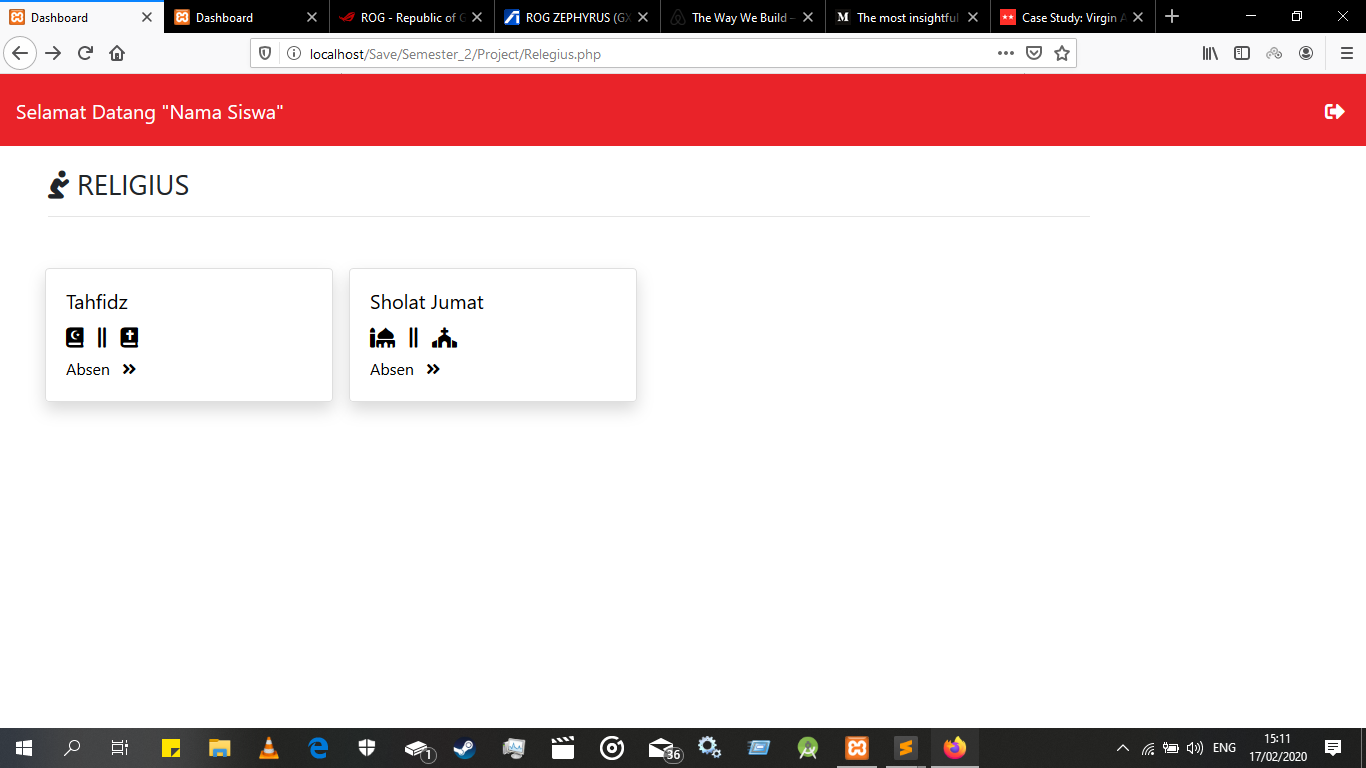 Dashboard
Dashboard
ROG - Republic of G
ROG ZEPHYRUS (GX
The Way We Build –
The most insightful
Case Study: Virgin A
localhost/Save/Semester_2/Project/Relegius.php
Selamat Datang "Nama Siswa"
RELIGIUS
Tahfidz
||
Absen
Sholat Jumat
||
Absen
1
36
ENG
15:11
17/02/2020